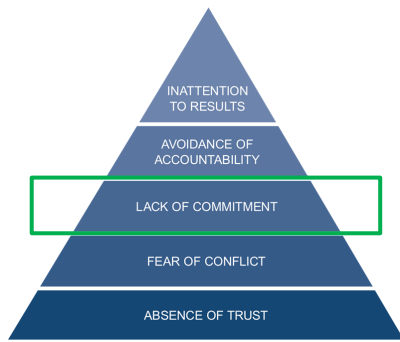 INATTENTION
TO RESULTS
AVOIDANCE OF
ACCOUNTABILITY
LACK OF COMMITMENT
FEAR OF CONFLICT
ABSENCE OF TRUST